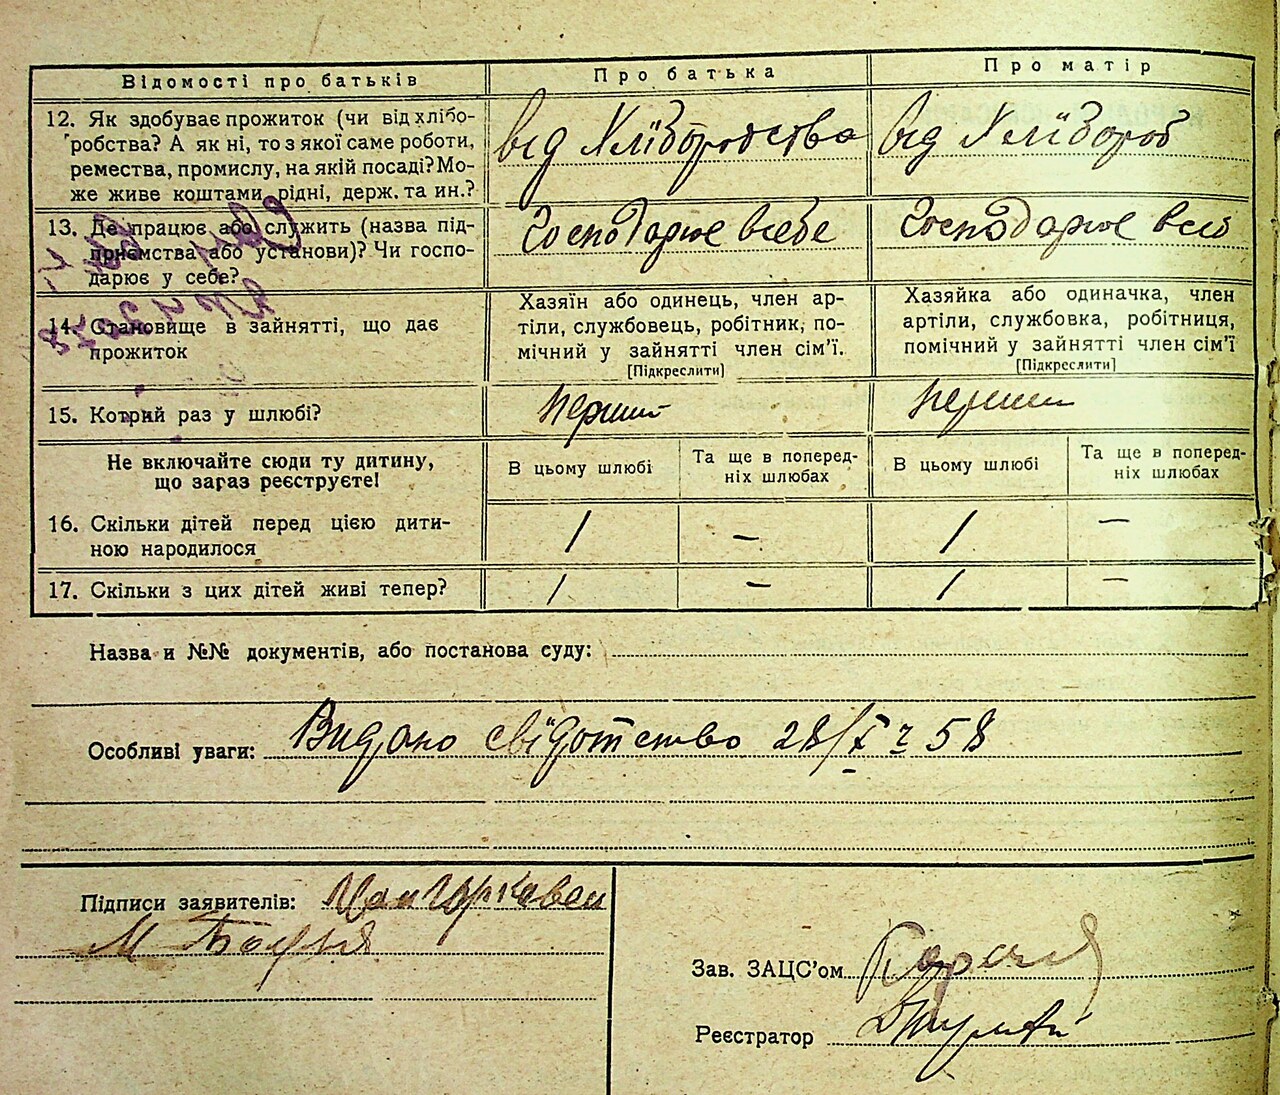 Відомості про батьків
Про батька
Про матір
12. Як здобуває прожиток (чи від хлібо-
робства? А як ні, то з якої саме роботи,
ремества, промислу, на якій посаді? Мо-
же живе коштами рідні, держ. та ин.?
від Хліборобства
від Хлібороб
13. Де працює або служить (назва під-
приємства або установи)? Чи госпо-
дарює у себе?
Господарює всебе
Господарює всеб
14. Становище в зайнятті, що дає
прожиток
Хазяїн або одинець, член ар-
тіли, службовець, робітник, по-
мічний у зайнятті член сім'ї.
[Підкреслити]
Хазяйка або одиначка, член
артіли, службовка, робітниця,
помічний у зайнятті член сім'ї
[Підкреслити]
15. Котрий раз у шлюбі?
перший
перший
Не включайте сюди ту дитину,
що зараз реєструєте!
В цьому шлюбі
Та ще в поперед-
ніх шлюбах
В цьому шлюбі
Та ще в поперед-
ніх шлюбах
16. Скільки дітей перед цією дити-
ною народилося
1
—
1
—
17. Скільки з цих дітей живі тепер?
1
—
1
—
Назва и №№ документів, або постанова суду:
Особливі уваги: Видано свідотство 28/X 58
Підписи заявителів:
М
Зав. ЗАЦС'ом
Реєстратор